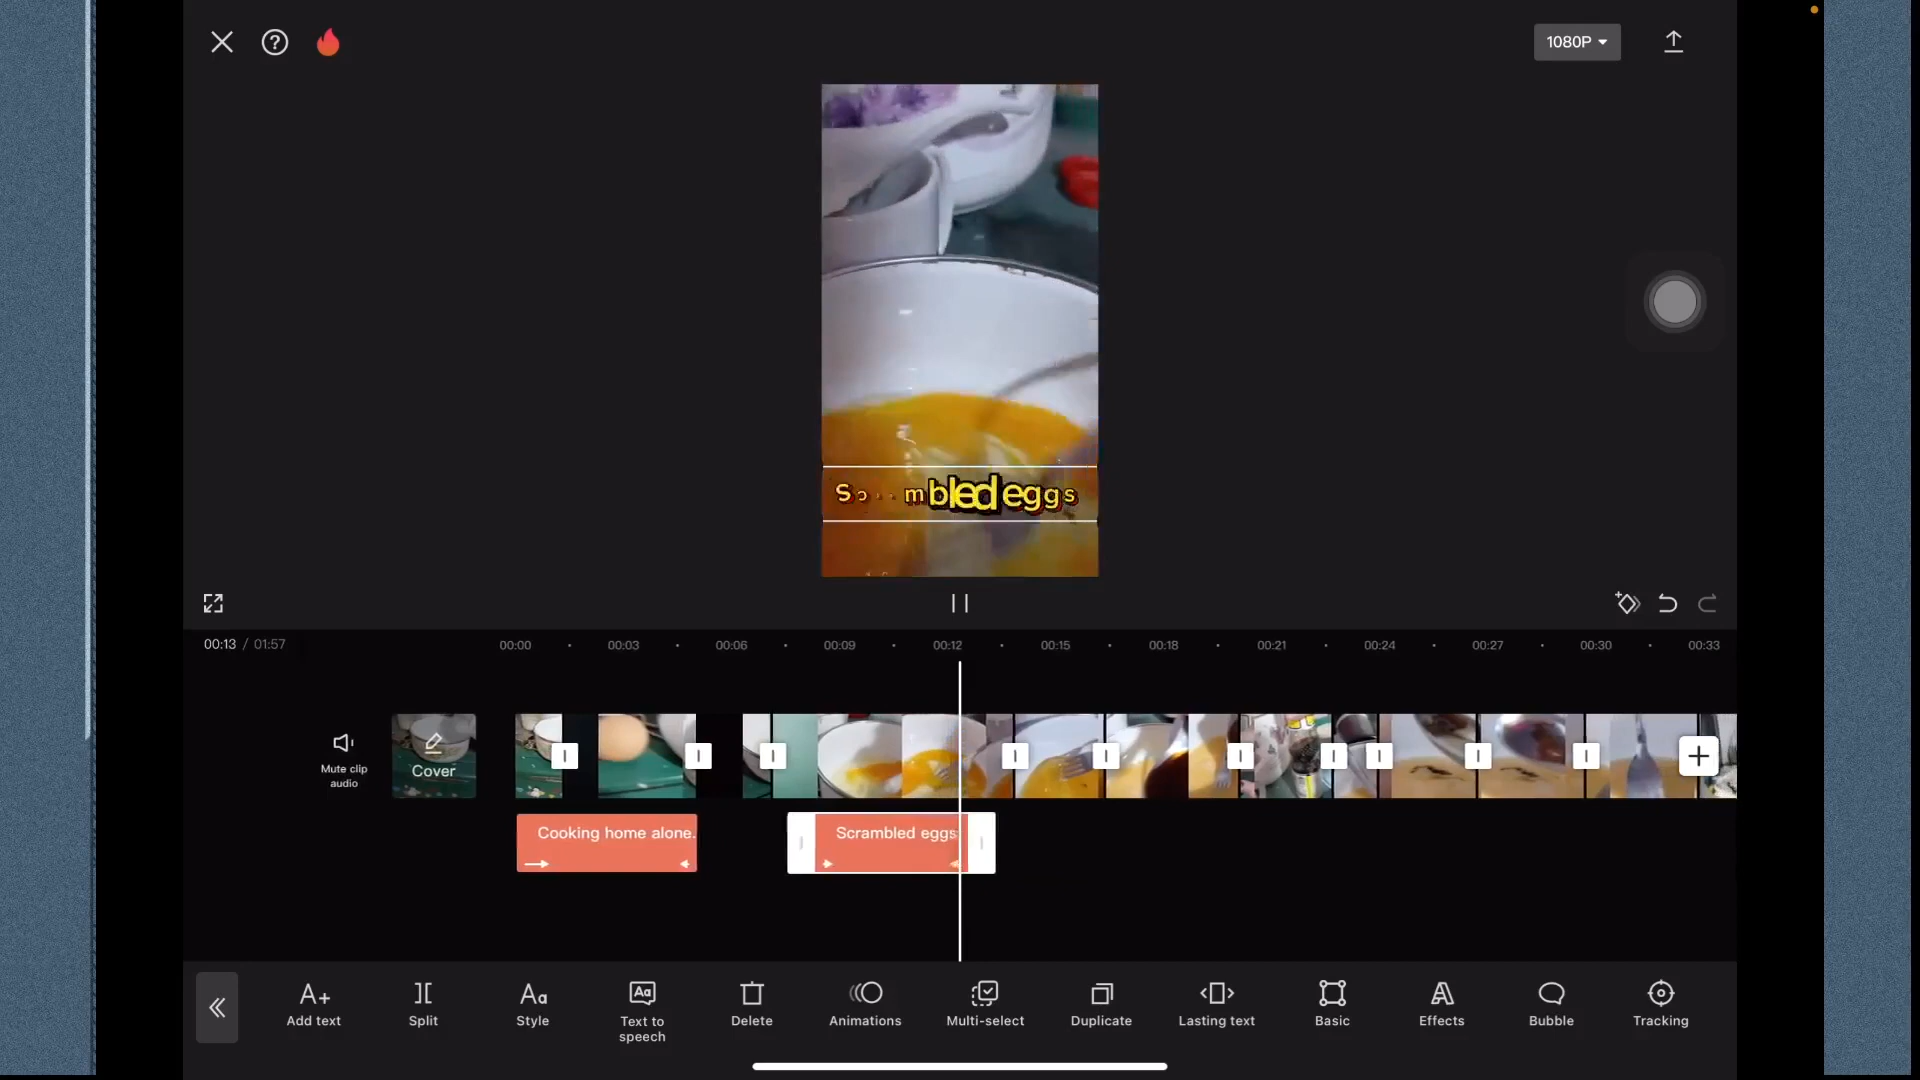 1080P
S mbled eggs
00:13 / 01:57
00:00 00:03 00:06 00:09 00:12 00:15 00:18 00:21 00:24 00:27 00:30 00:33
Mute clip
audio
Cover
Cooking home alone.
Scrambled eggs
Add text
Split
Aa
Style
Aa
Text to
speech
Delete
Animations
Multi-select
Duplicate
Lasting text
Basic
Effects
Bubble
Tracking